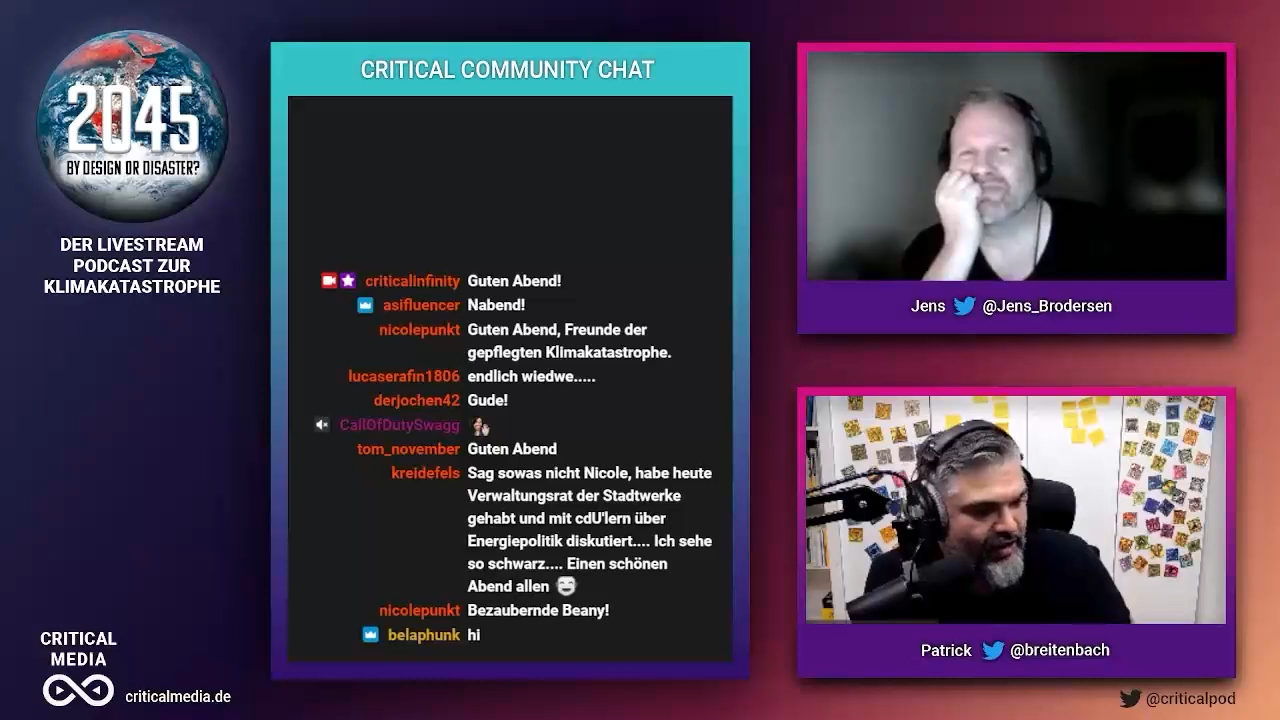 2045
BY DESIGN OR DISASTER?
DER LIVESTREAM
PODCAST ZUR
KLIMAKATASTROPHE
CRITICAL
MEDIA
criticalmedia.de
CRITICAL COMMUNITY CHAT
criticalinfinity Guten Abend!
asifluencer Nabend!
nicolepunkt Guten Abend, Freunde der
gepflegten Klimakatastrophe.
lucaserafin1806 endlich wiedwe.....
derjochen42 Gude!
CallOfDutySwagg
tom_november Guten Abend
kreidefels Sag sowas nicht Nicole, habe heute
Verwaltungsrat der Stadtwerke
gehabt und mit cdU'lern über
Energiepolitik diskutiert.... Ich sehe
so schwarz.... Einen schönen
Abend allen
nicolepunkt Bezaubernde Beany!
belaphunk hi
Jens @Jens_Brodersen
Patrick @breitenbach
@criticalpod